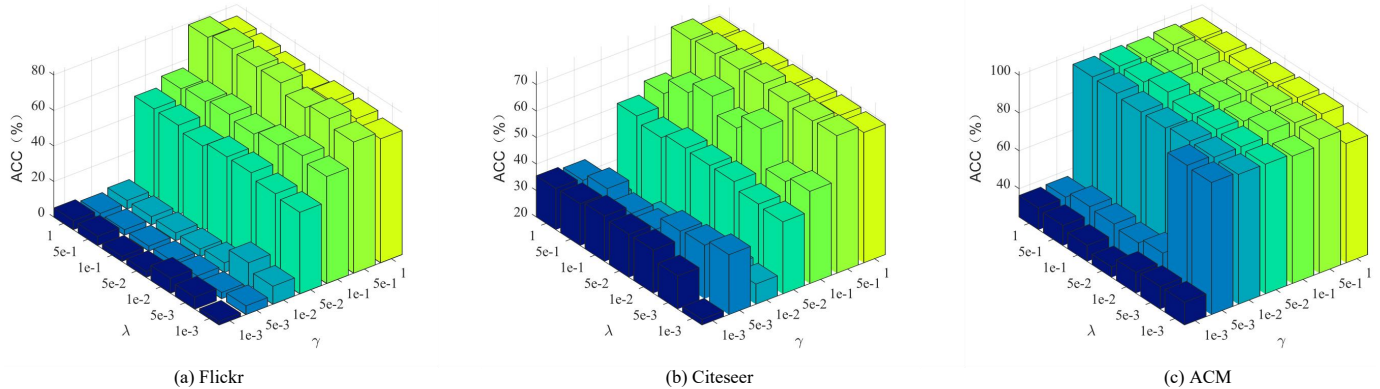 ACC（%）
80
60
40
20
0
1
5e-1
1e-1
5e-2
1e-2
5e-3
1e-3
λ
1e-3
5e-3
1e-2
5e-2
1e-1
5e-1
1
γ
(a) Flickr
ACC（%）
70
60
50
40
30
20
1
5e-1
1e-1
5e-2
1e-2
5e-3
1e-3
λ
1e-3
5e-3
1e-2
5e-2
1e-1
5e-1
1
γ
(b) Citeseer
ACC（%）
100
80
60
40
1
5e-1
1e-1
5e-2
1e-2
5e-3
1e-3
λ
1e-3
5e-3
1e-2
5e-2
1e-1
5e-1
1
γ
(c) ACM